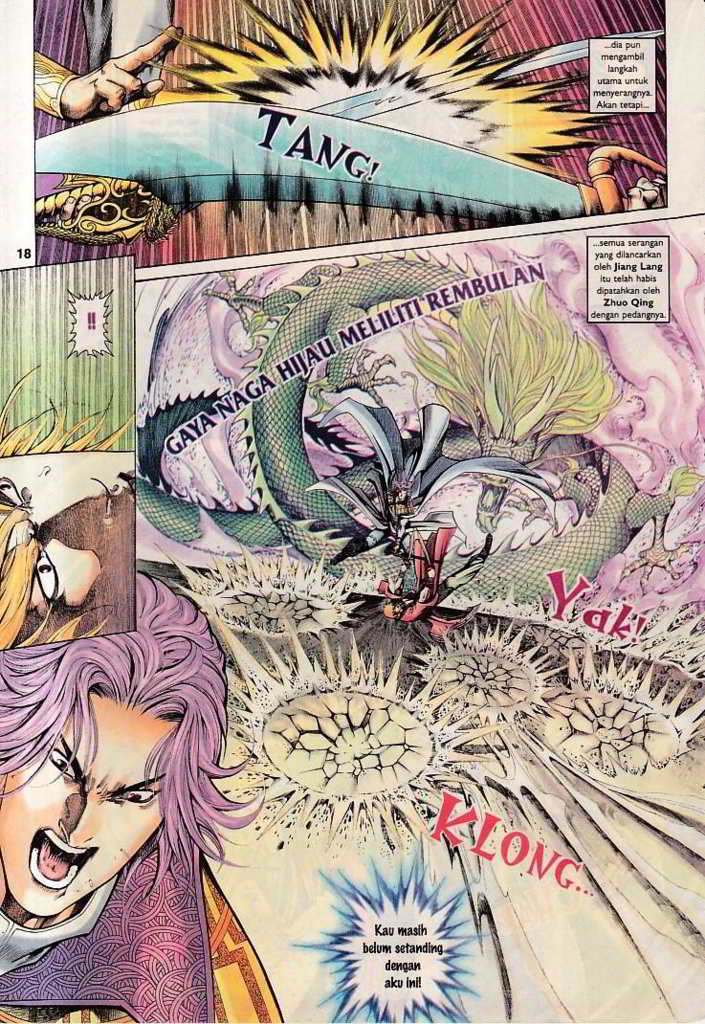 ...dia pun
mengambil
langkah
utama untuk
menyerangnya.
Akan tetapi...
TANG!
18
...semua serangan
yang dilancarkan
oleh Jiang Lang
itu telah habis
dipatahkan oleh
Zhuo Qing
dengan pedangnya.
!!
GAYA NAGA HIJAU MELILITI REMBULAN
Yak!
KLONG...
Kau masih
belum setanding
dengan
aku ini!